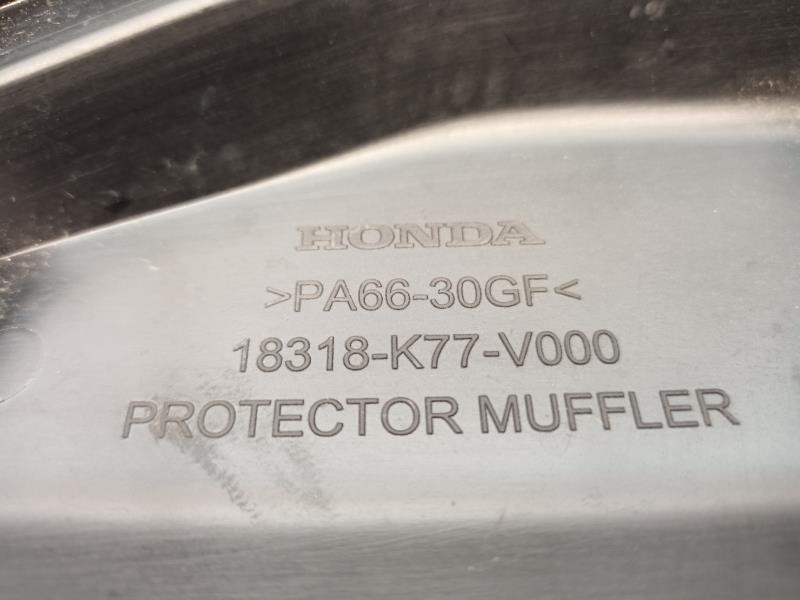 HONDA
>PA66-30GF<
18318-K77-V000
PROTECTOR MUFFLER